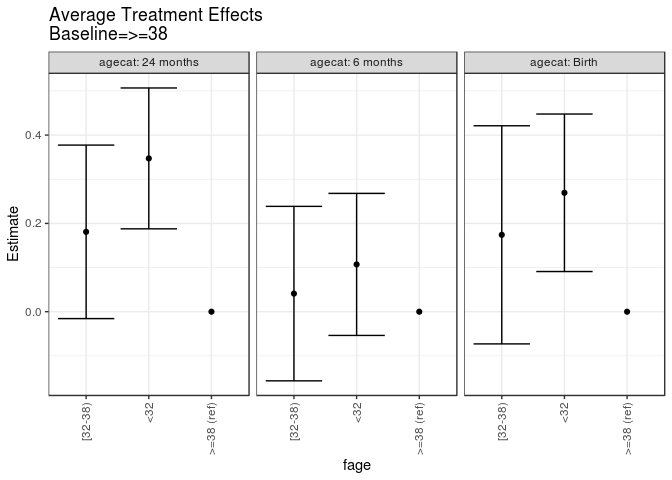 Average Treatment Effects
Baseline=>=38
agecat: 24 months
agecat: 6 months
agecat: Birth
Estimate
0.4
0.2
0.0
[32-38)
<32
>=38 (ref)
[32-38)
<32
>=38 (ref)
[32-38)
<32
>=38 (ref)
fage